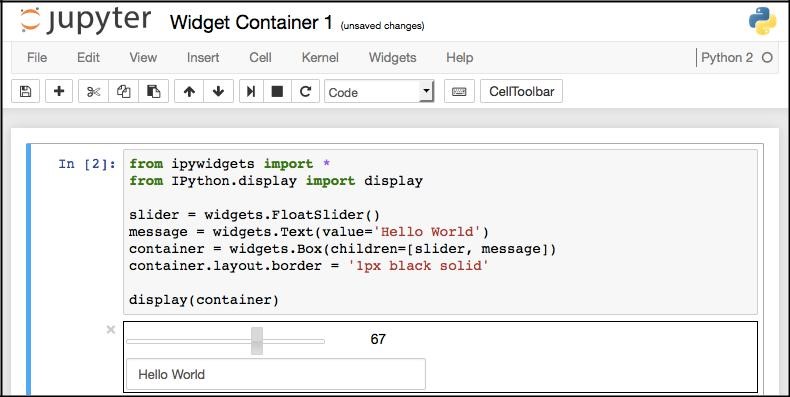 jupyter Widget Container 1 (unsaved changes)
File Edit View Insert Cell Kernel Widgets Help Python 2
Code CellToolbar
In [2]: from ipywidgets import *
from IPython.display import display
slider = widgets.FloatSlider()
message = widgets.Text(value='Hello World')
container = widgets.Box(children=[slider, message])
container.layout.border = '1px black solid'
display(container)
67
Hello World